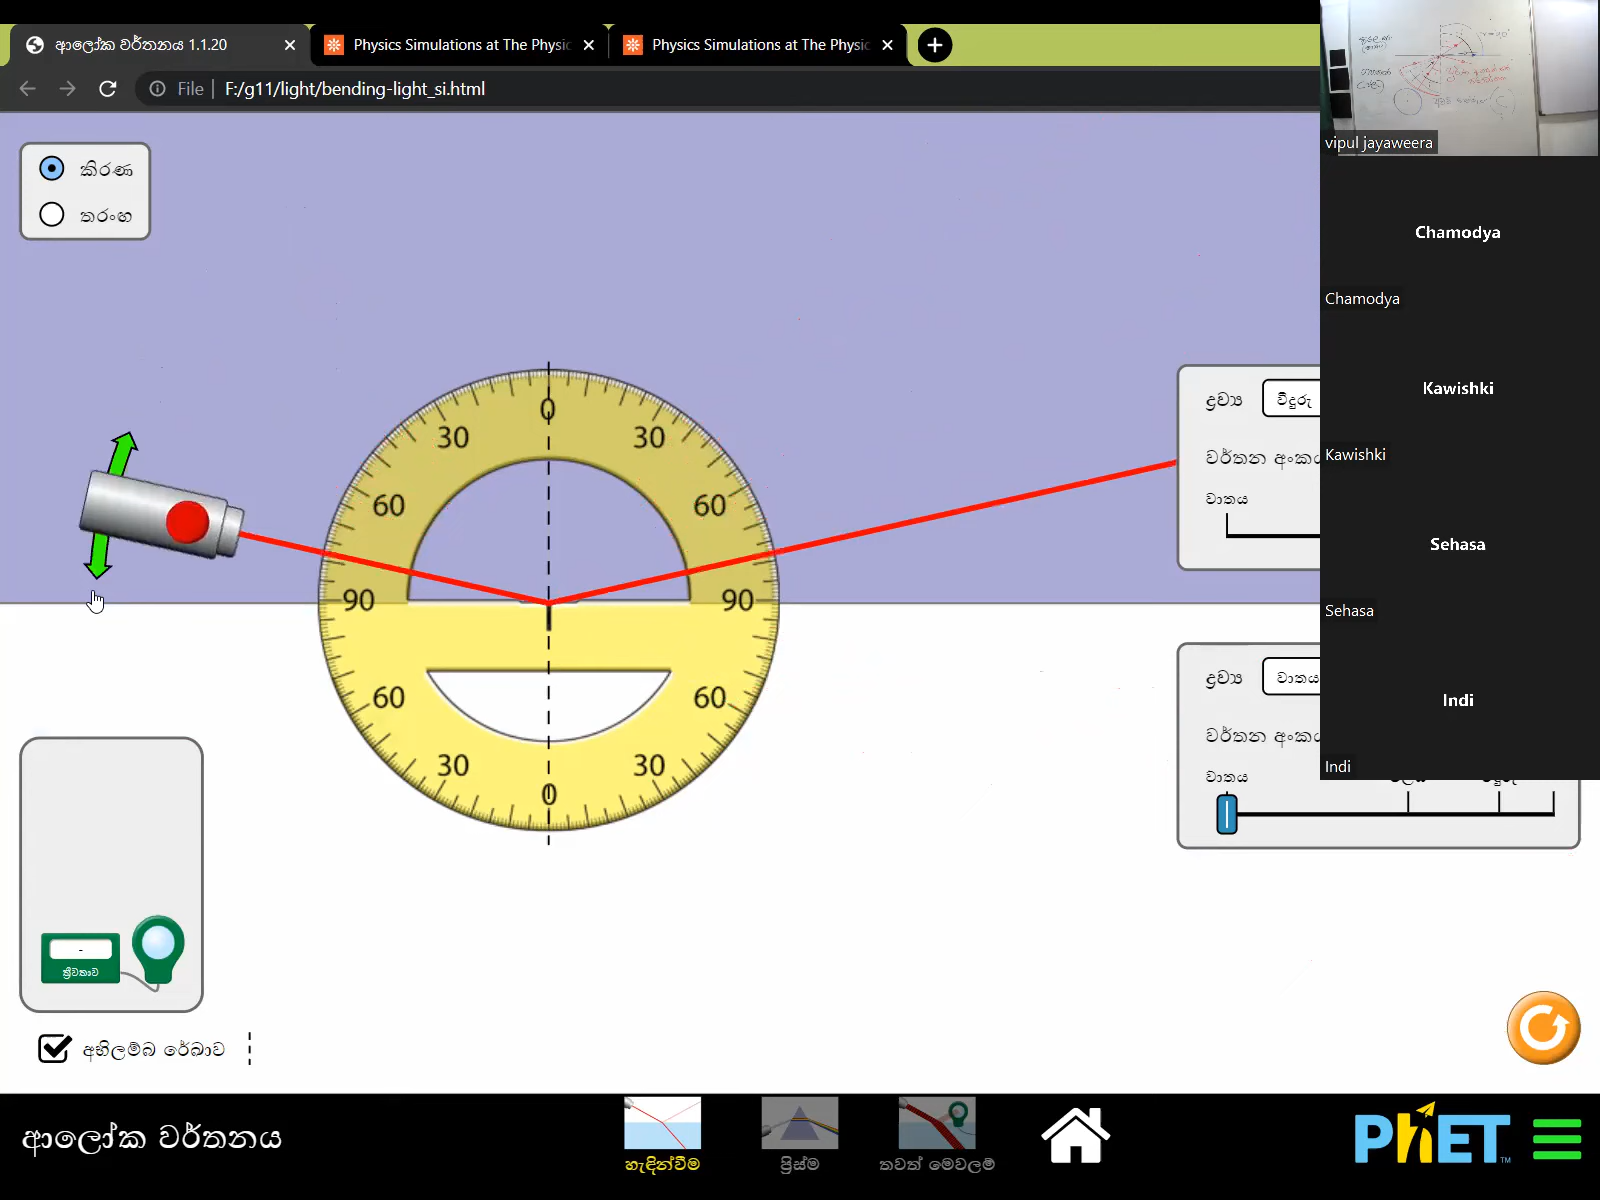 ආලෝක වර්තනය 1.1.20
Physics Simulations at The Physic
Physics Simulations at The Physic
File
F:/g11/light/bending-light_si.html
vipul jayaweera
කිරණ
තරංග
Chamodya
Chamodya
Kawishki
Kawishki
Sehasa
Sehasa
Indi
Indi
0
30
30
60
60
90
90
60
60
30
30
0
ද්‍රව්‍ය
වීදුරු
වර්තන අංකය
වාතය
ද්‍රව්‍ය
වාතය
වර්තන අංකය
වාතය
-
ත්‍රීවතාව
අභිලම්බ රේඛාව
ආලෝක වර්තනය
හැඳින්වීම
ප්‍රිස්ම
තවත් මෙවලම්
PhET
TM